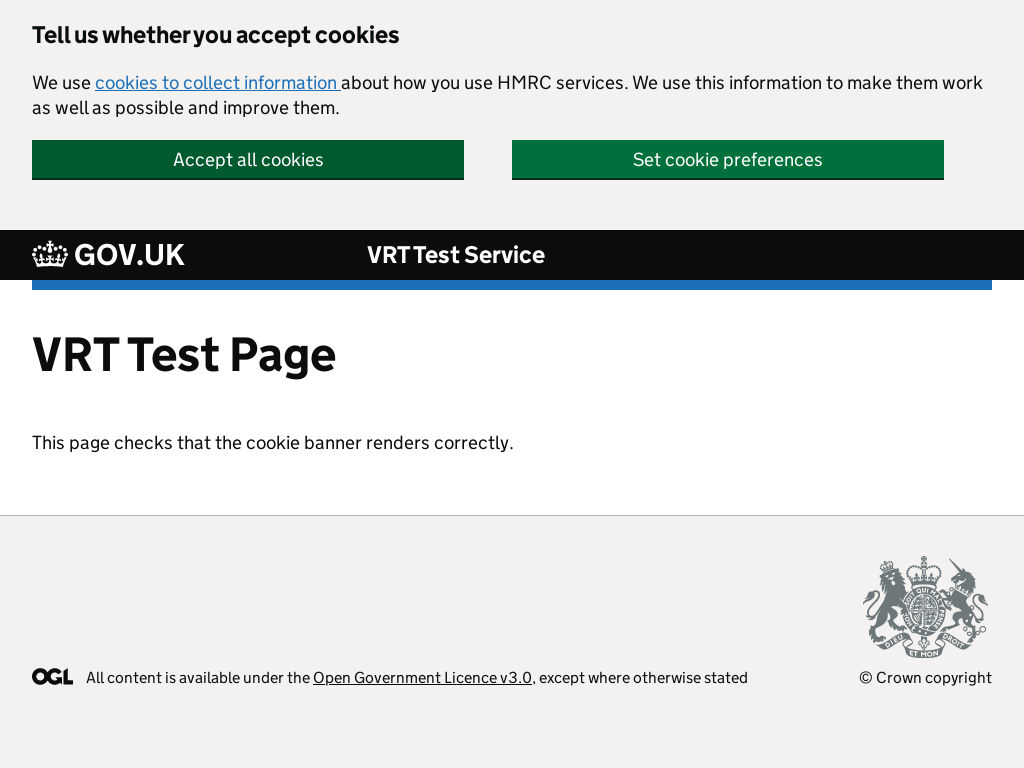 Tell us whether you accept cookies
We use cookies to collect information about how you use HMRC services. We use this information to make them work
as well as possible and improve them.
Accept all cookies
Set cookie preferences
GOV.UK
VRT Test Service
VRT Test Page
This page checks that the cookie banner renders correctly.
DIEU ET MON DROIT
OGL
All content is available under the Open Government Licence v3.0, except where otherwise stated
© Crown copyright